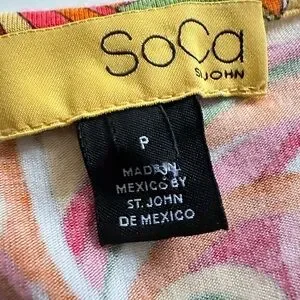 SoCa
ST JOHN
P
MADE IN
MEXICO BY
ST. JOHN
DE MEXICO